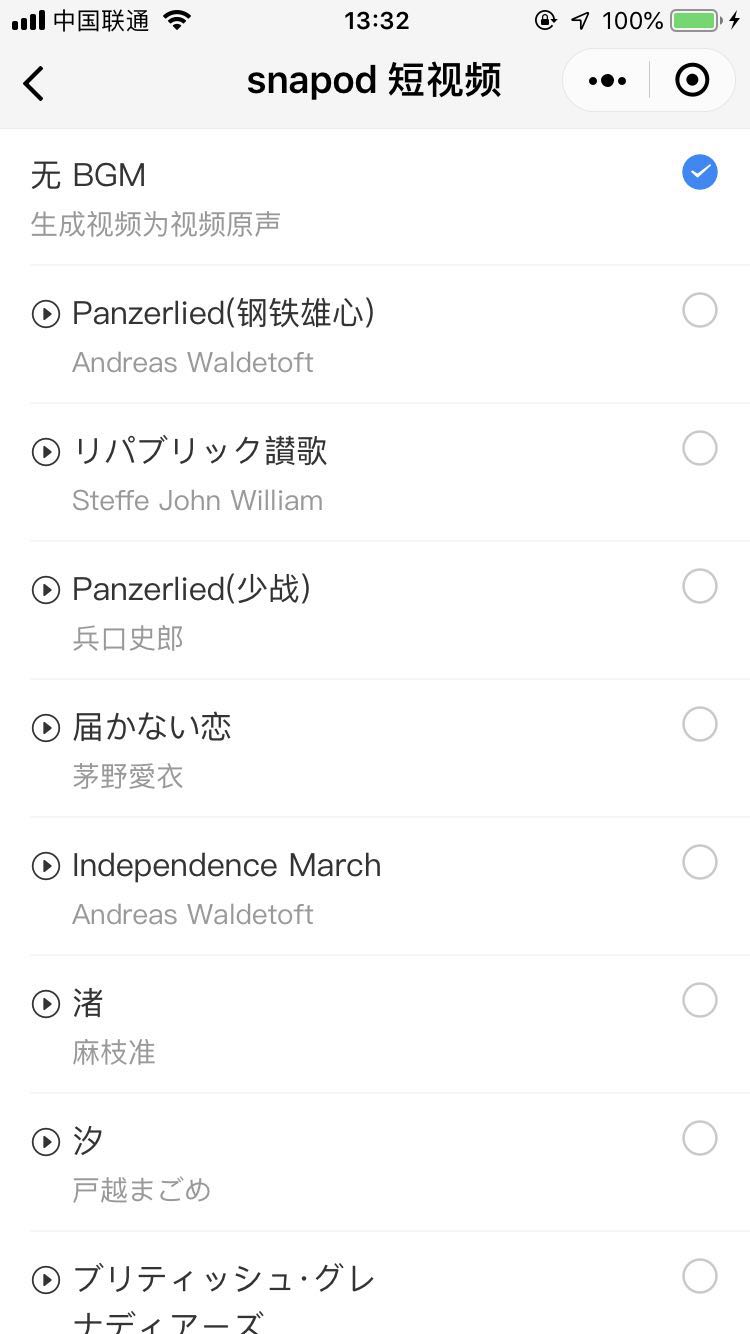 中国联通
13:32
100%
snapod 短视频
无 BGM
生成视频为视频原声
Panzerlied(钢铁雄心)
Andreas Waldetoft
リパブリック讃歌
Steffe John William
Panzerlied(少战)
兵口史郎
届かない恋
茅野愛衣
Independence March
Andreas Waldetoft
渚
麻枝准
汐
戸越まごめ
ブリティッシュ·グレ
ナディアーズ